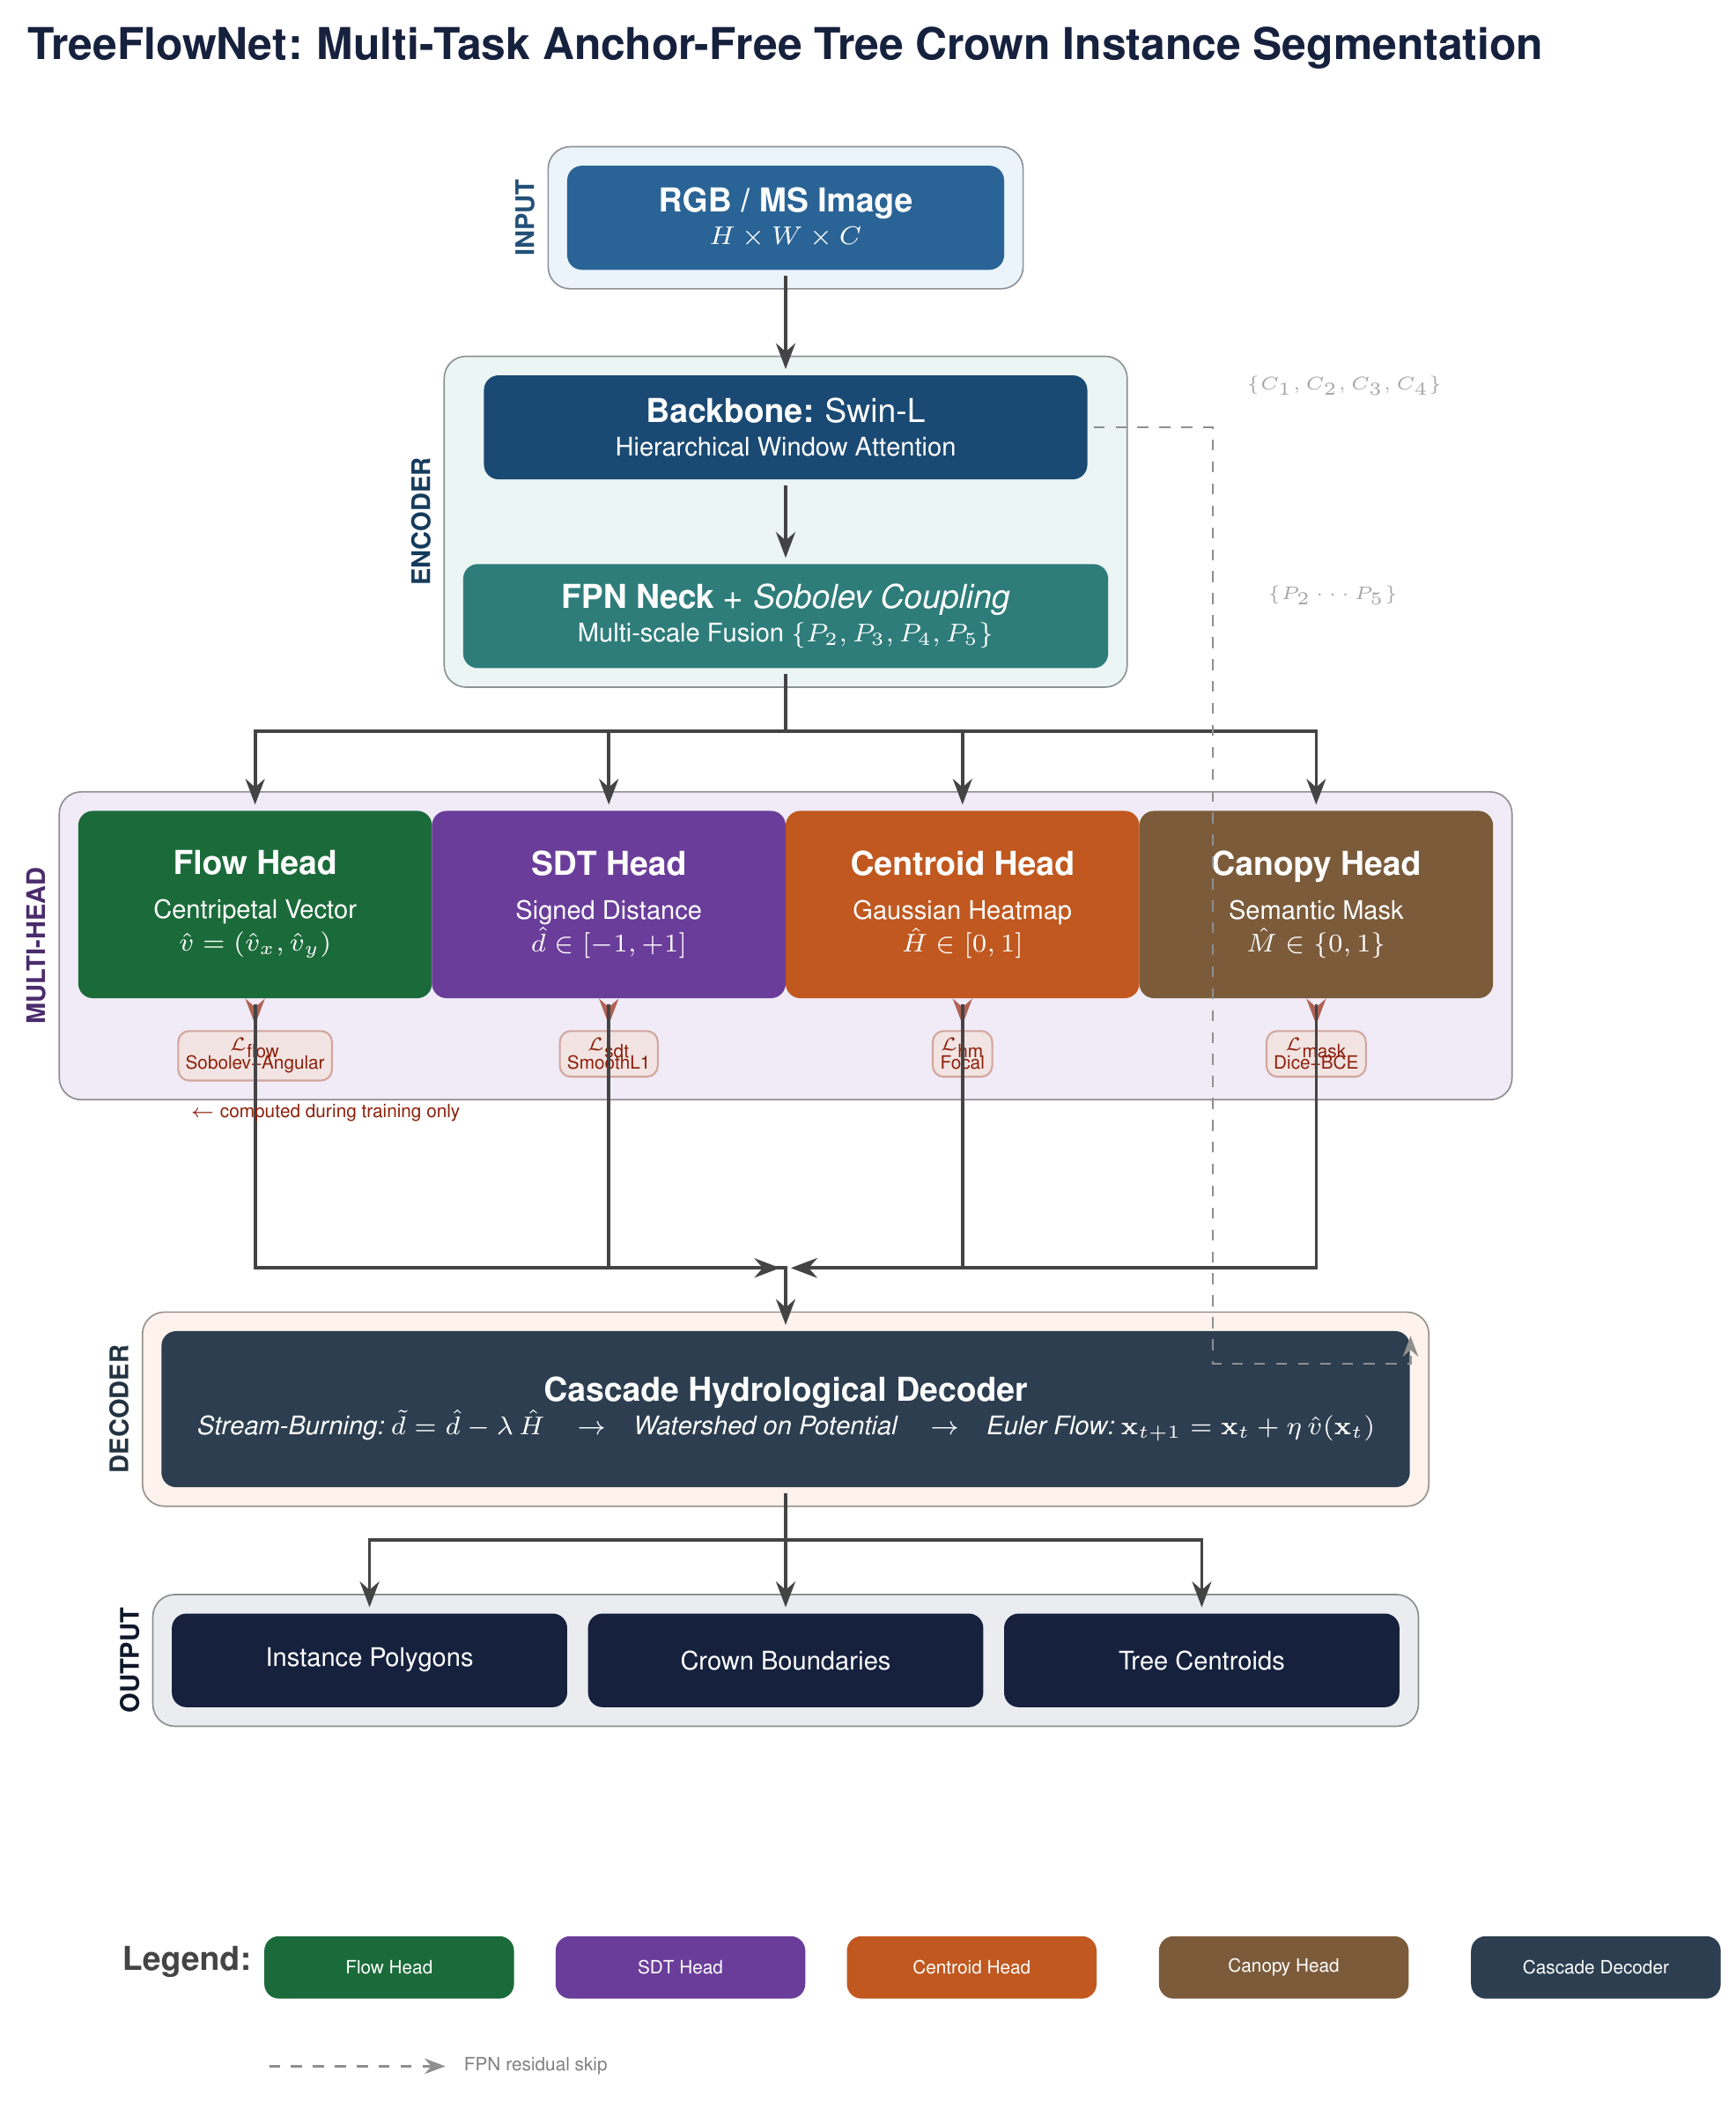 TreeFlowNet: Multi-Task Anchor-Free Tree Crown Instance Segmentation
INPUT
RGB / MS Image
H × W × C
ENCODER
Backbone: Swin-L
Hierarchical Window Attention
{C₁, C₂, C₃, C₄}
FPN Neck + Sobolev Coupling
Multi-scale Fusion {P₂, P₃, P₄, P₅}
{P₂ ··· P₅}
MULTI-HEAD
Flow Head
Centripetal Vector
v̂ = (v̂ₓ, v̂_y)
SDT Head
Signed Distance
d̂ ∈ [−1, +1]
Centroid Head
Gaussian Heatmap
Ĥ ∈ [0, 1]
Canopy Head
Semantic Mask
M̂ ∈ {0, 1}
ℒflow
Sobolev+Angular
ℒsdt
SmoothL1
ℒhm
Focal
ℒmask
Dice+BCE
← computed during training only
DECODER
Cascade Hydrological Decoder
Stream-Burning: d̃ = d̂ − λ Ĥ → Watershed on Potential → Euler Flow: xₜ₊₁ = xₜ + η v̂(xₜ)
OUTPUT
Instance Polygons
Crown Boundaries
Tree Centroids
Legend:
Flow Head
SDT Head
Centroid Head
Canopy Head
Cascade Decoder
FPN residual skip